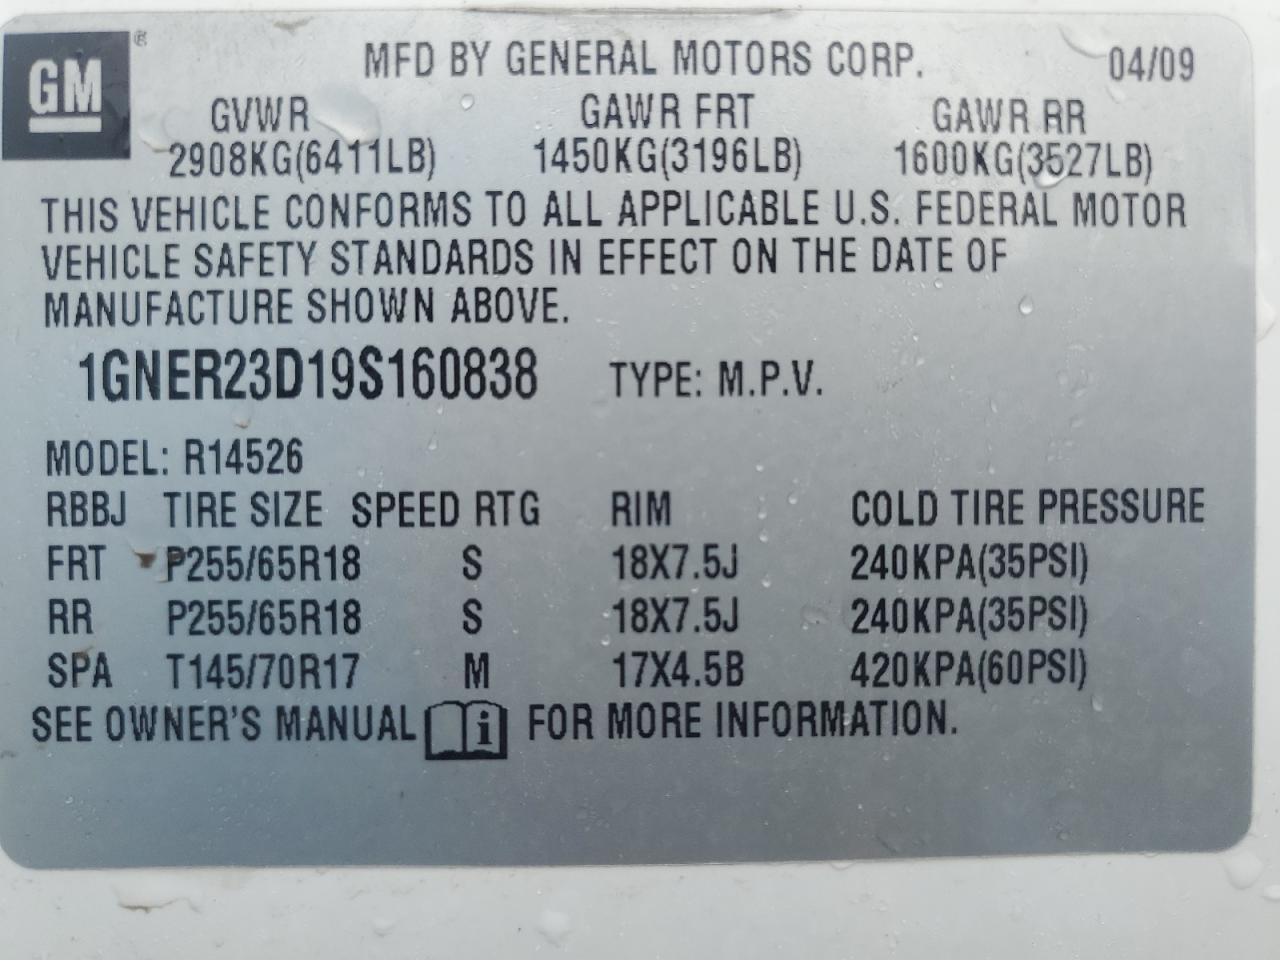 GM ®
MFD BY GENERAL MOTORS CORP. 04/09
GVWR GAWR FRT GAWR RR
2908KG(6411LB) 1450KG(3196LB) 1600KG(3527LB)
THIS VEHICLE CONFORMS TO ALL APPLICABLE U.S. FEDERAL MOTOR
VEHICLE SAFETY STANDARDS IN EFFECT ON THE DATE OF
MANUFACTURE SHOWN ABOVE.
1GNER23D19S160838 TYPE: M.P.V.
MODEL: R14526
RBBJ TIRE SIZE SPEED RTG RIM COLD TIRE PRESSURE
FRT P255/65R18 S 18X7.5J 240KPA(35PSI)
RR P255/65R18 S 18X7.5J 240KPA(35PSI)
SPA T145/70R17 M 17X4.5B 420KPA(60PSI)
SEE OWNER'S MANUAL i FOR MORE INFORMATION.